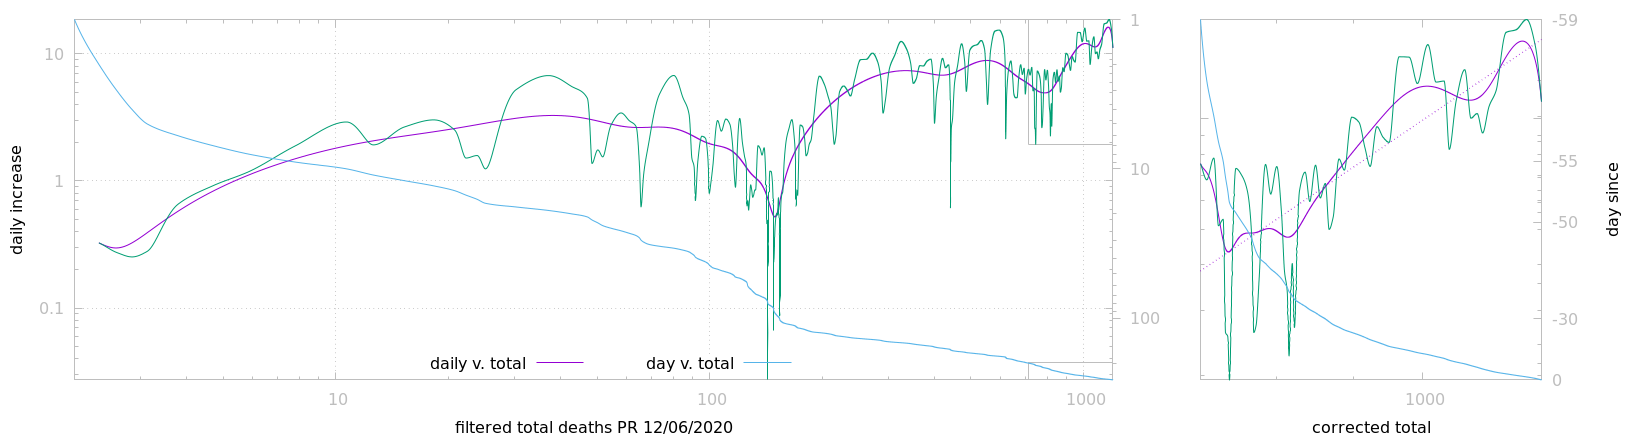 10
1
0.1
daily increase
daily v. total
day v. total
10
100
1000
filtered total deaths PR 12/06/2020
1
10
100
-59
-55
-50
-30
0
day since
1000
corrected total